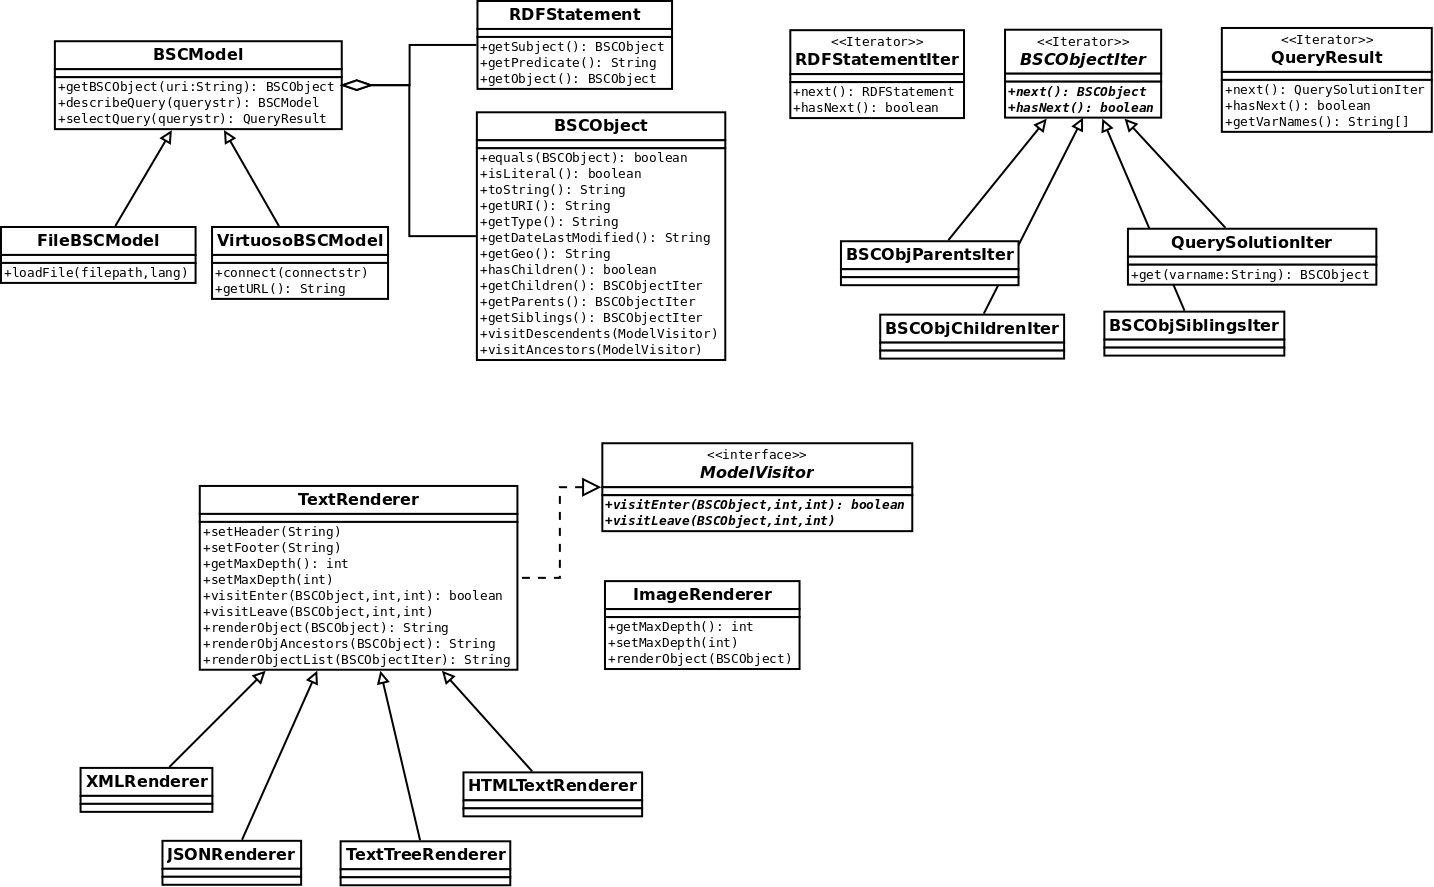 BSCModel
+getBSCObject(uri:String): BSCObject
+describeQuery(querystr): BSCModel
+selectQuery(querystr): QueryResult
RDFStatement
+getSubject(): BSCObject
+getPredicate(): String
+getObject(): BSCObject
BSCObject
+equals(BSCObject): boolean
+isLiteral(): boolean
+toString(): String
+getURI(): String
+getType(): String
+getDateLastModified(): String
+getGeo(): String
+hasChildren(): boolean
+getChildren(): BSCObjectIter
+getParents(): BSCObjectIter
+getSiblings(): BSCObjectIter
+visitDescendents(ModelVisitor)
+visitAncestors(ModelVisitor)
FileBSCModel
+loadFile(filepath,lang)
VirtuosoBSCModel
+connect(connectstr)
+getURL(): String
<<Iterator>>
RDFStatementIter
+next(): RDFStatement
+hasNext(): boolean
<<Iterator>>
BSCObjectIter
+next(): BSCObject
+hasNext(): boolean
<<Iterator>>
QueryResult
+next(): QuerySolutionIter
+hasNext(): boolean
+getVarNames(): String[]
BSCObjParentsIter
QuerySolutionIter
+get(varname:String): BSCObject
BSCObjChildrenIter
BSCObjSiblingsIter
<<interface>>
ModelVisitor
+visitEnter(BSCObject,int,int): boolean
+visitLeave(BSCObject,int,int)
TextRenderer
+setHeader(String)
+setFooter(String)
+getMaxDepth(): int
+setMaxDepth(int)
+visitEnter(BSCObject,int,int): boolean
+visitLeave(BSCObject,int,int)
+renderObject(BSCObject): String
+renderObjAncestors(BSCObject): String
+renderObjectList(BSCObjectIter): String
ImageRenderer
+getMaxDepth(): int
+setMaxDepth(int)
+renderObject(BSCObject)
XMLRenderer
HTMLTextRenderer
JSONRenderer
TextTreeRenderer